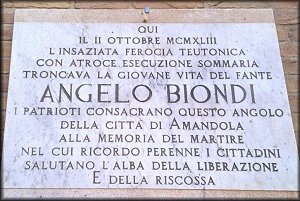 QUI
IL 11 OTTOBRE MCMXLIII
L'INSAZIATA FEROCIA TEUTONICA
CON ATROCE ESECUZIONE SOMMARIA
TRONCAVA LA GIOVANE VITA DEL FANTE
ANGELO BIONDI
I PATRIOTI CONSACRANO QUESTO ANGOLO
DELLA CITTÀ DI AMANDOLA
ALLA MEMORIA DEL MARTIRE
NEL CUI RICORDO PERENNE I CITTADINI
SALUTANO L'ALBA DELLA LIBERAZIONE
E DELLA RISCOSSA